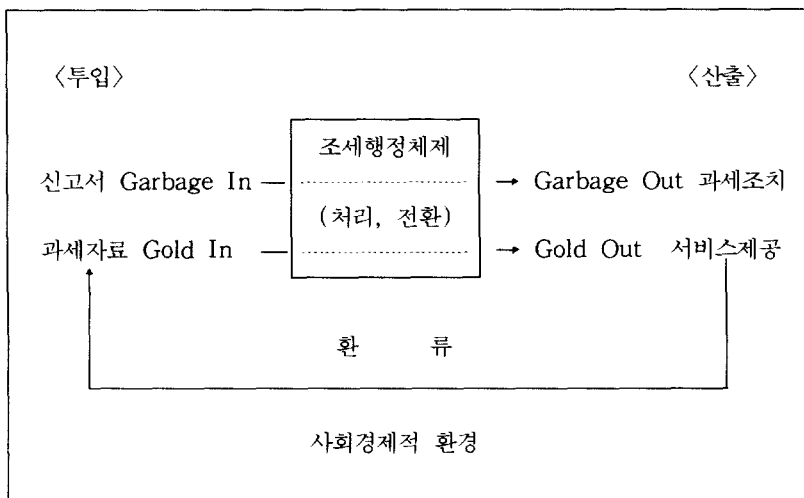 〈투입〉 〈산출〉
조세행정체제
신고서 Garbage In → Garbage Out 과세조치
(처리, 전환)
과세자료 Gold In → Gold Out 서비스제공
환 류
사회경제적 환경